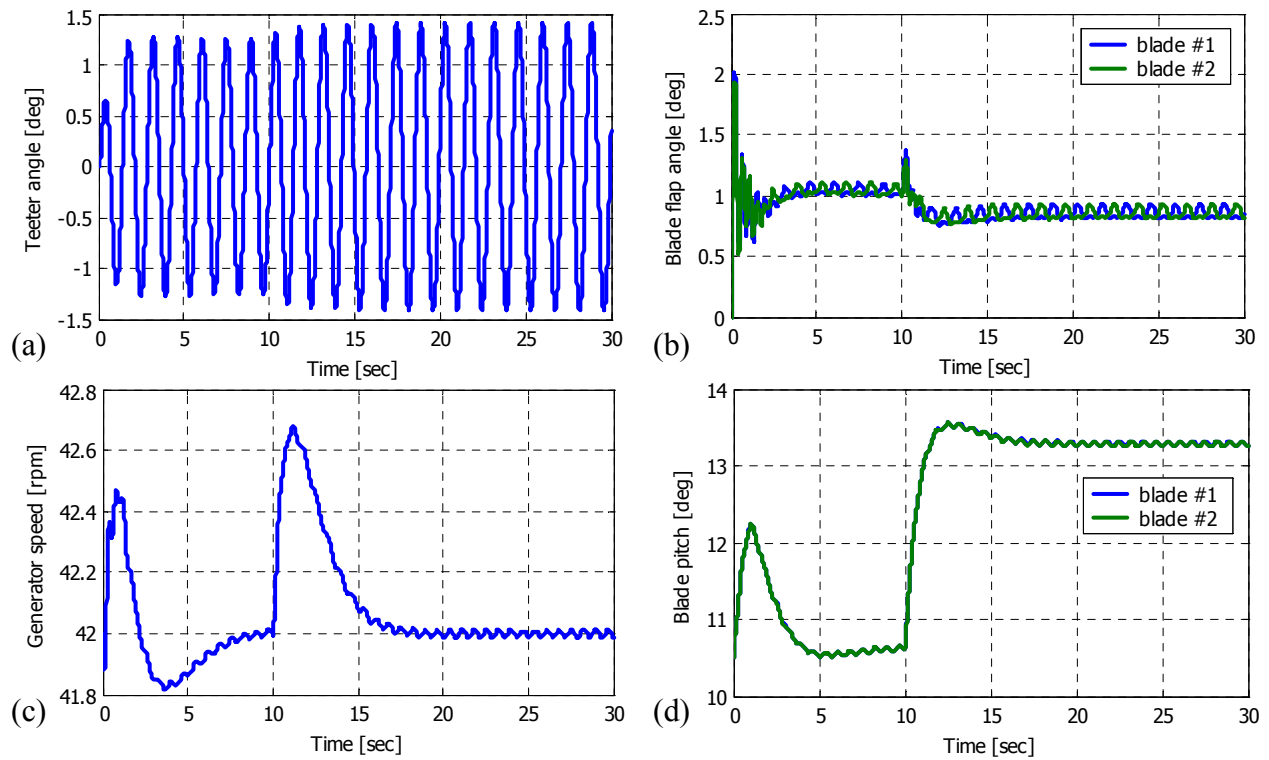 1.5
1
0.5
0
-0.5
-1
-1.5
Teeter angle [deg]
0 5 10 15 20 25 30
Time [sec]
(a)
2.5
2
1.5
1
0.5
0
Blade flap angle [deg]
blade #1
blade #2
0 5 10 15 20 25 30
Time [sec]
(b)
42.8
42.6
42.4
42.2
42
41.8
Generator speed [rpm]
0 5 10 15 20 25 30
Time [sec]
(c)
14
13
12
11
10
Blade pitch [deg]
blade #1
blade #2
0 5 10 15 20 25 30
Time [sec]
(d)